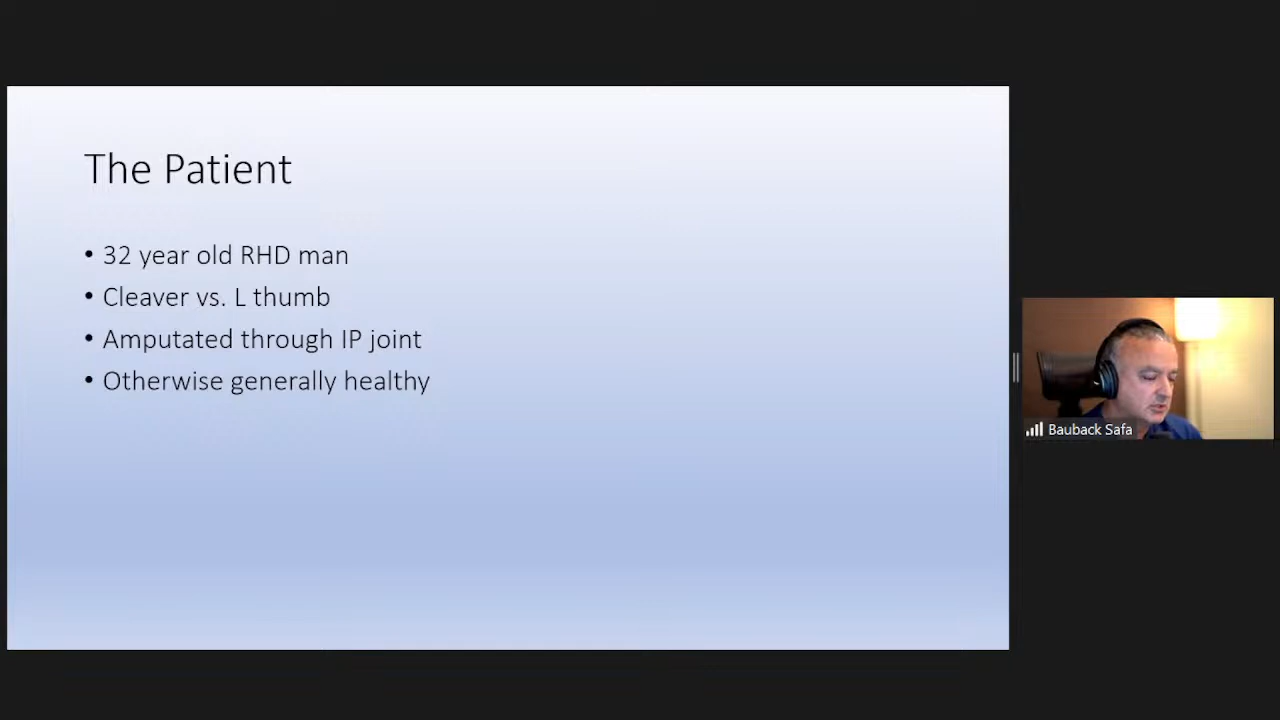 The Patient
• 32 year old RHD man
• Cleaver vs. L thumb
• Amputated through IP joint
• Otherwise generally healthy
Bauback Safa